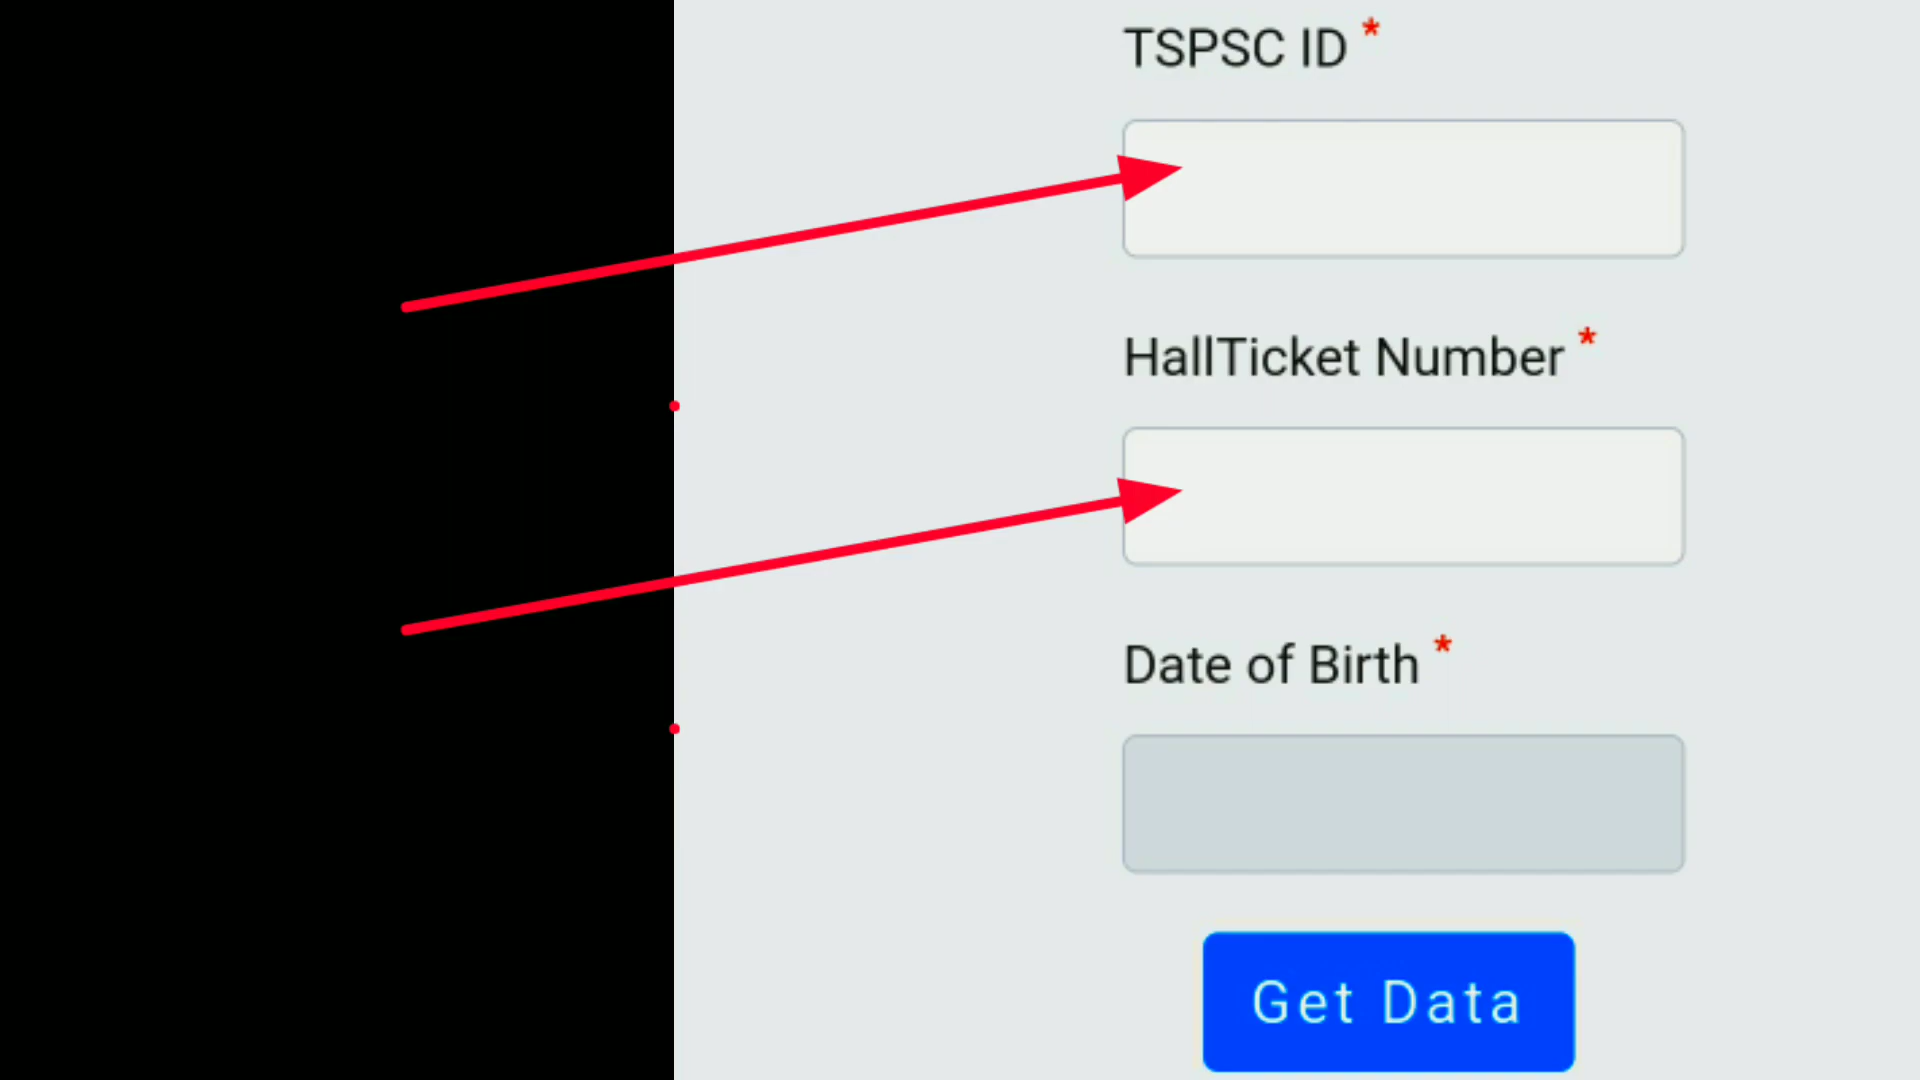 TSPSC ID *
HallTicket Number *
Date of Birth *
Get Data